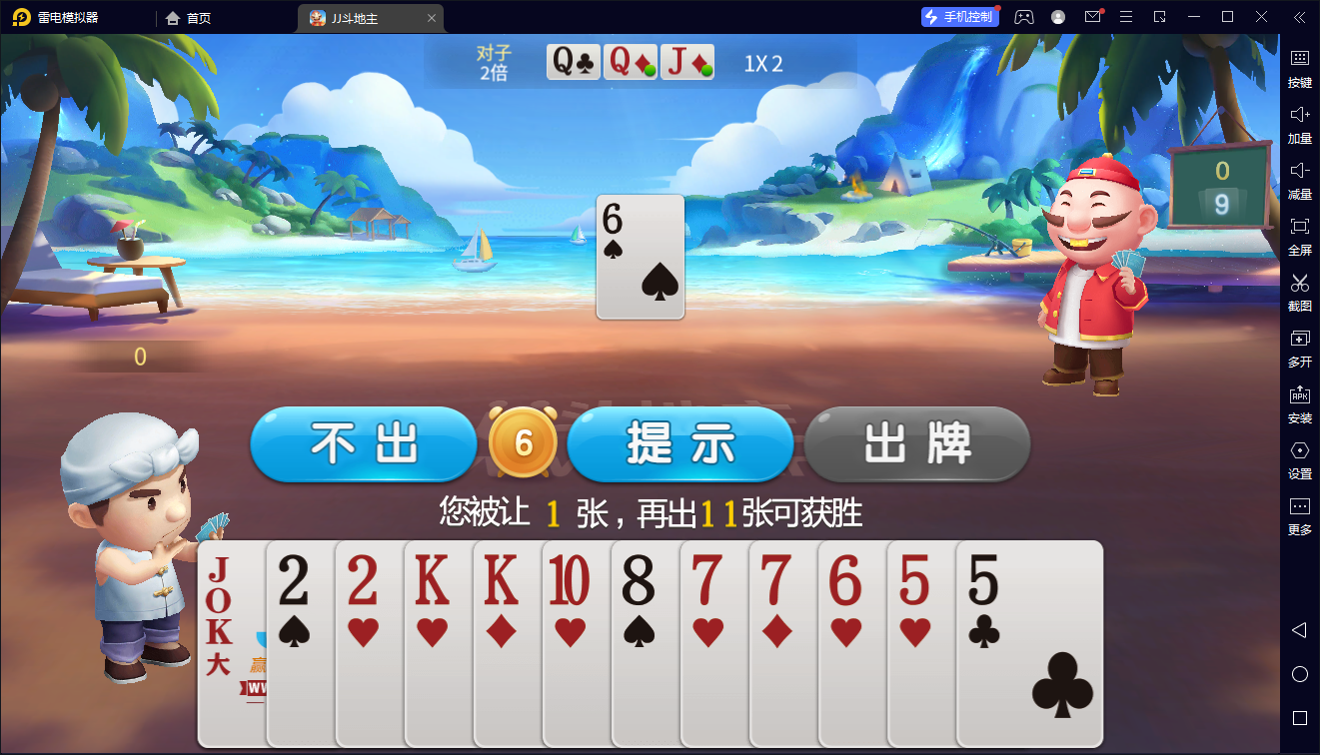 雷电模拟器
首页
JJ斗地主
手机控制
对子
2倍
Q Q J
1X2
0
9
6
0
不出
6
提示
出牌
您被让 1 张，再出11张可获胜
JOK大 2 2 K K 10 8 7 7 6 5 5
按键
加量
减量
全屏
截图
多开
APK
安装
设置
更多